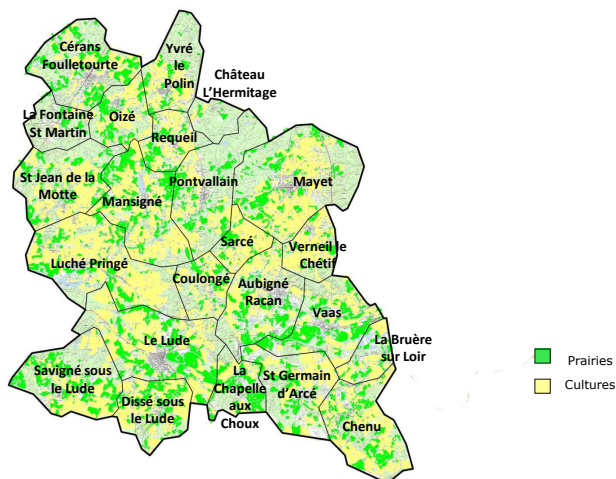 Cérans
Foulletourte
Yvré
le
Polin
Château
L'Hermitage
La Fontaine
St Martin
Oizé
Requeil
St Jean de la
Motte
Mansigné
Pontvallain
Mayet
Sarcé
Verneil le
Chétif
Luché Pringé
Coulongé
Aubigné
Racan
Vaas
La Bruère
sur Loir
Le Lude
Savigné sous
le Lude
Dissé sous
le Lude
La
Chapelle
aux
Choux
St Germain
d'Arcé
Chenu
Prairies
Cultures